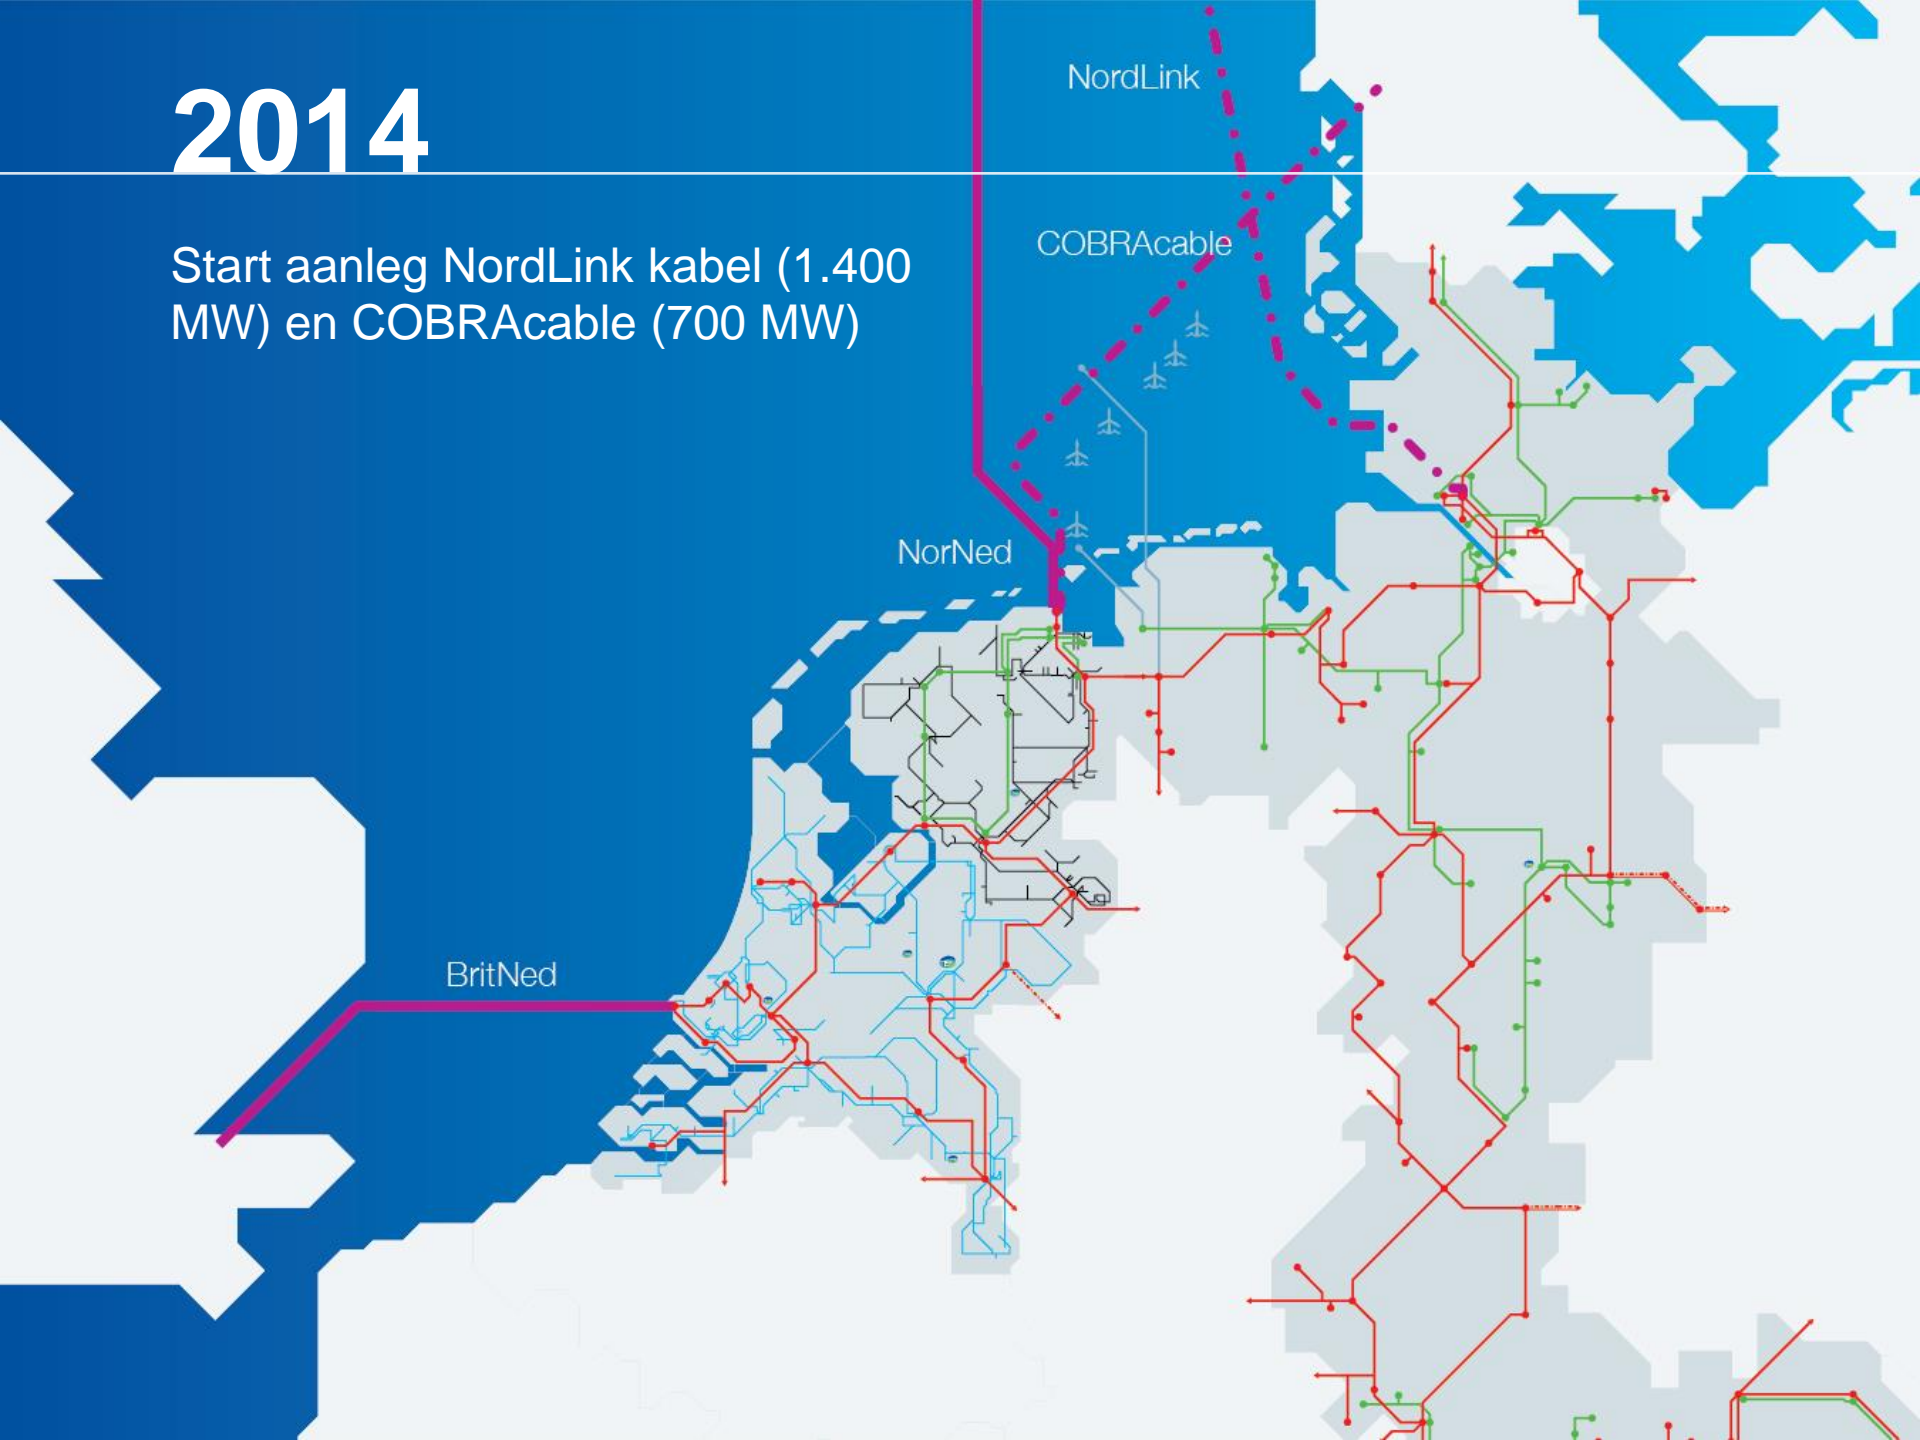 NordLink
2014
COBRAcable
Start aanleg NordLink kabel (1.400
MW) en COBRAcable (700 MW)
NorNed
BritNed